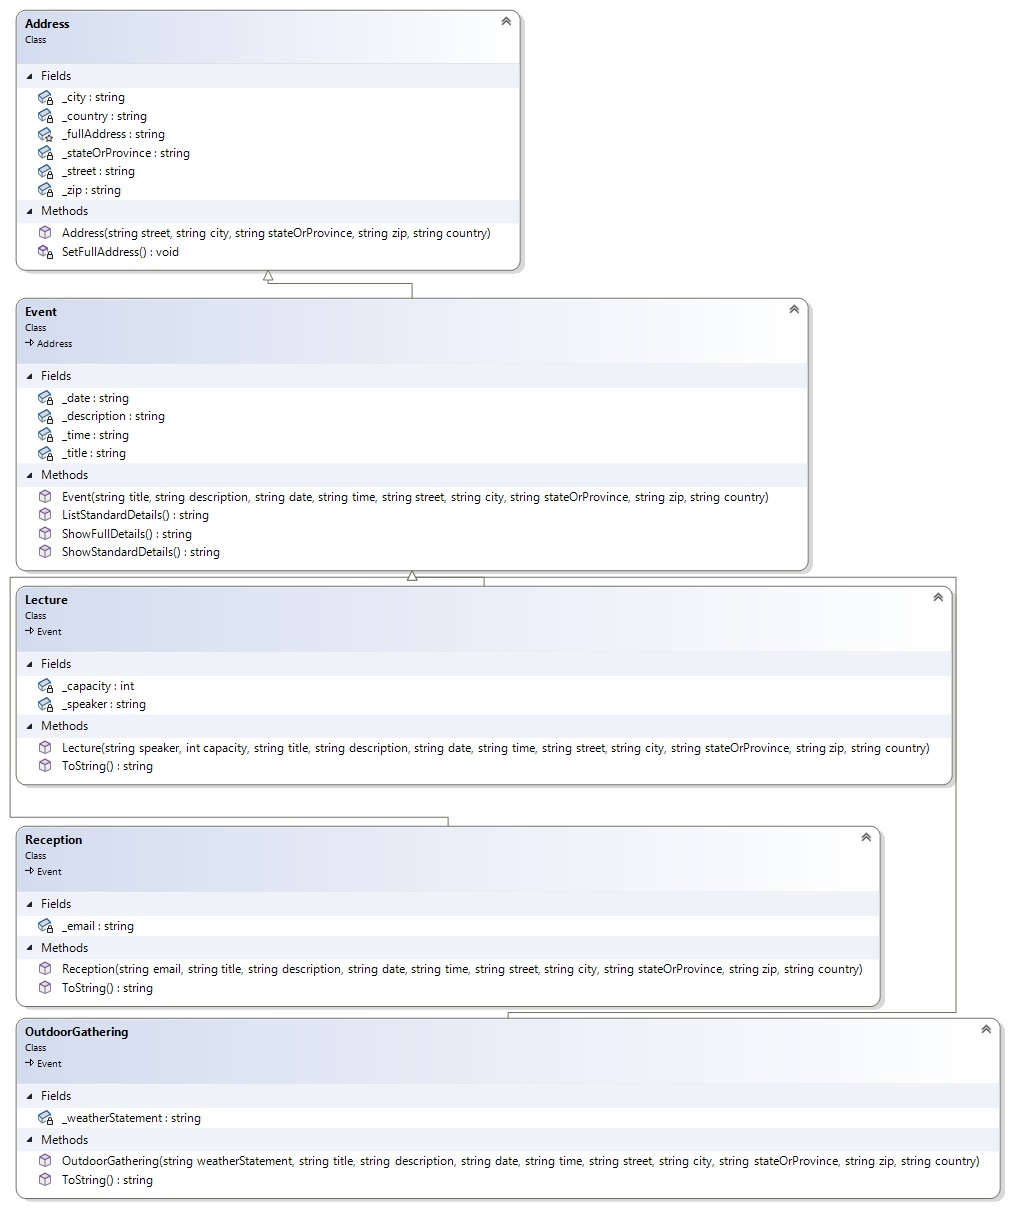 Address
Class
Fields
_city : string
_country : string
_fullAddress : string
_stateOrProvince : string
_street : string
_zip : string
Methods
Address(string street, string city, string stateOrProvince, string zip, string country)
SetFullAddress() : void
Event
Class
Address
Fields
_date : string
_description : string
_time : string
_title : string
Methods
Event(string title, string description, string date, string time, string street, string city, string stateOrProvince, string zip, string country)
ListStandardDetails() : string
ShowFullDetails() : string
ShowStandardDetails() : string
Lecture
Class
Event
Fields
_capacity : int
_speaker : string
Methods
Lecture(string speaker, int capacity, string title, string description, string date, string time, string street, string city, string stateOrProvince, string zip, string country)
ToString() : string
Reception
Class
Event
Fields
_email : string
Methods
Reception(string email, string title, string description, string date, string time, string street, string city, string stateOrProvince, string zip, string country)
ToString() : string
OutdoorGathering
Class
Event
Fields
_weatherStatement : string
Methods
OutdoorGathering(string weatherStatement, string title, string description, string date, string time, string street, string city, string stateOrProvince, string zip, string country)
ToString() : string